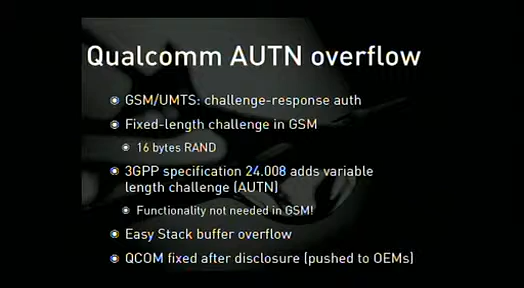 Qualcomm AUTN overflow
GSM/UMTS: challenge-response auth
Fixed-length challenge in GSM
16 bytes RAND
3GPP specification 24.008 adds variable
length challenge (AUTN)
Functionality not needed in GSM!
Easy Stack buffer overflow
QCOM fixed after disclosure (pushed to OEMs)